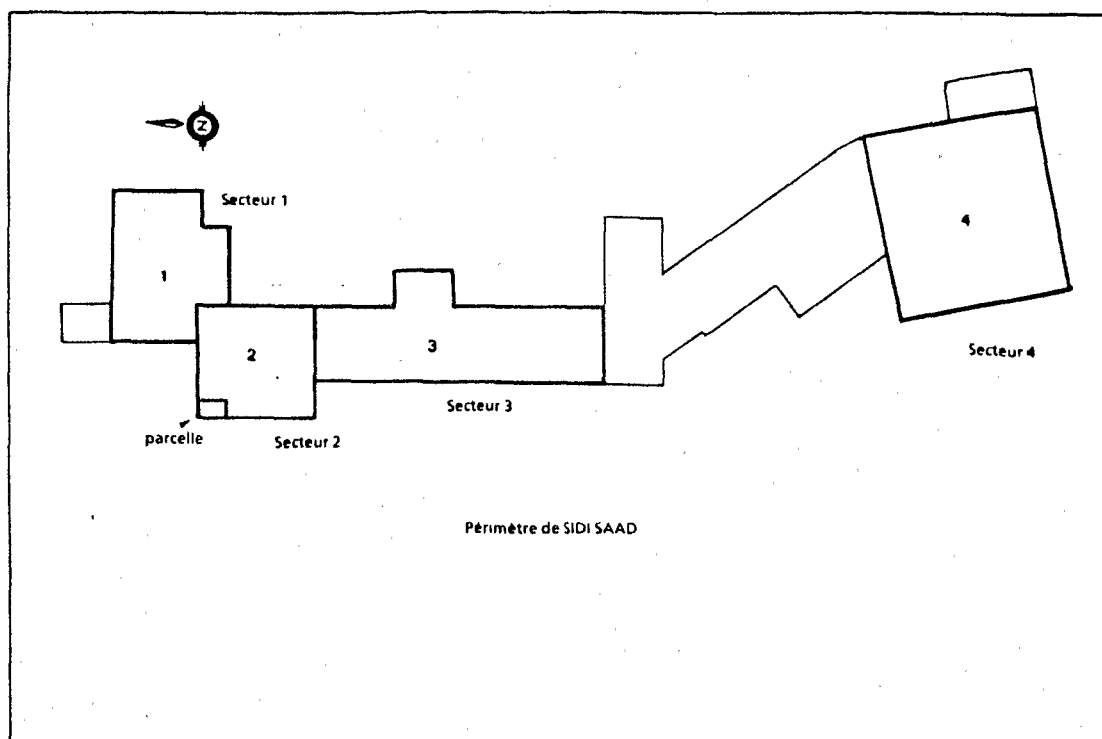 N
Secteur 1
1
4
2
3
Secteur 4
Secteur 3
parcelle
Secteur 2
Périmètre de SIDI SAAD